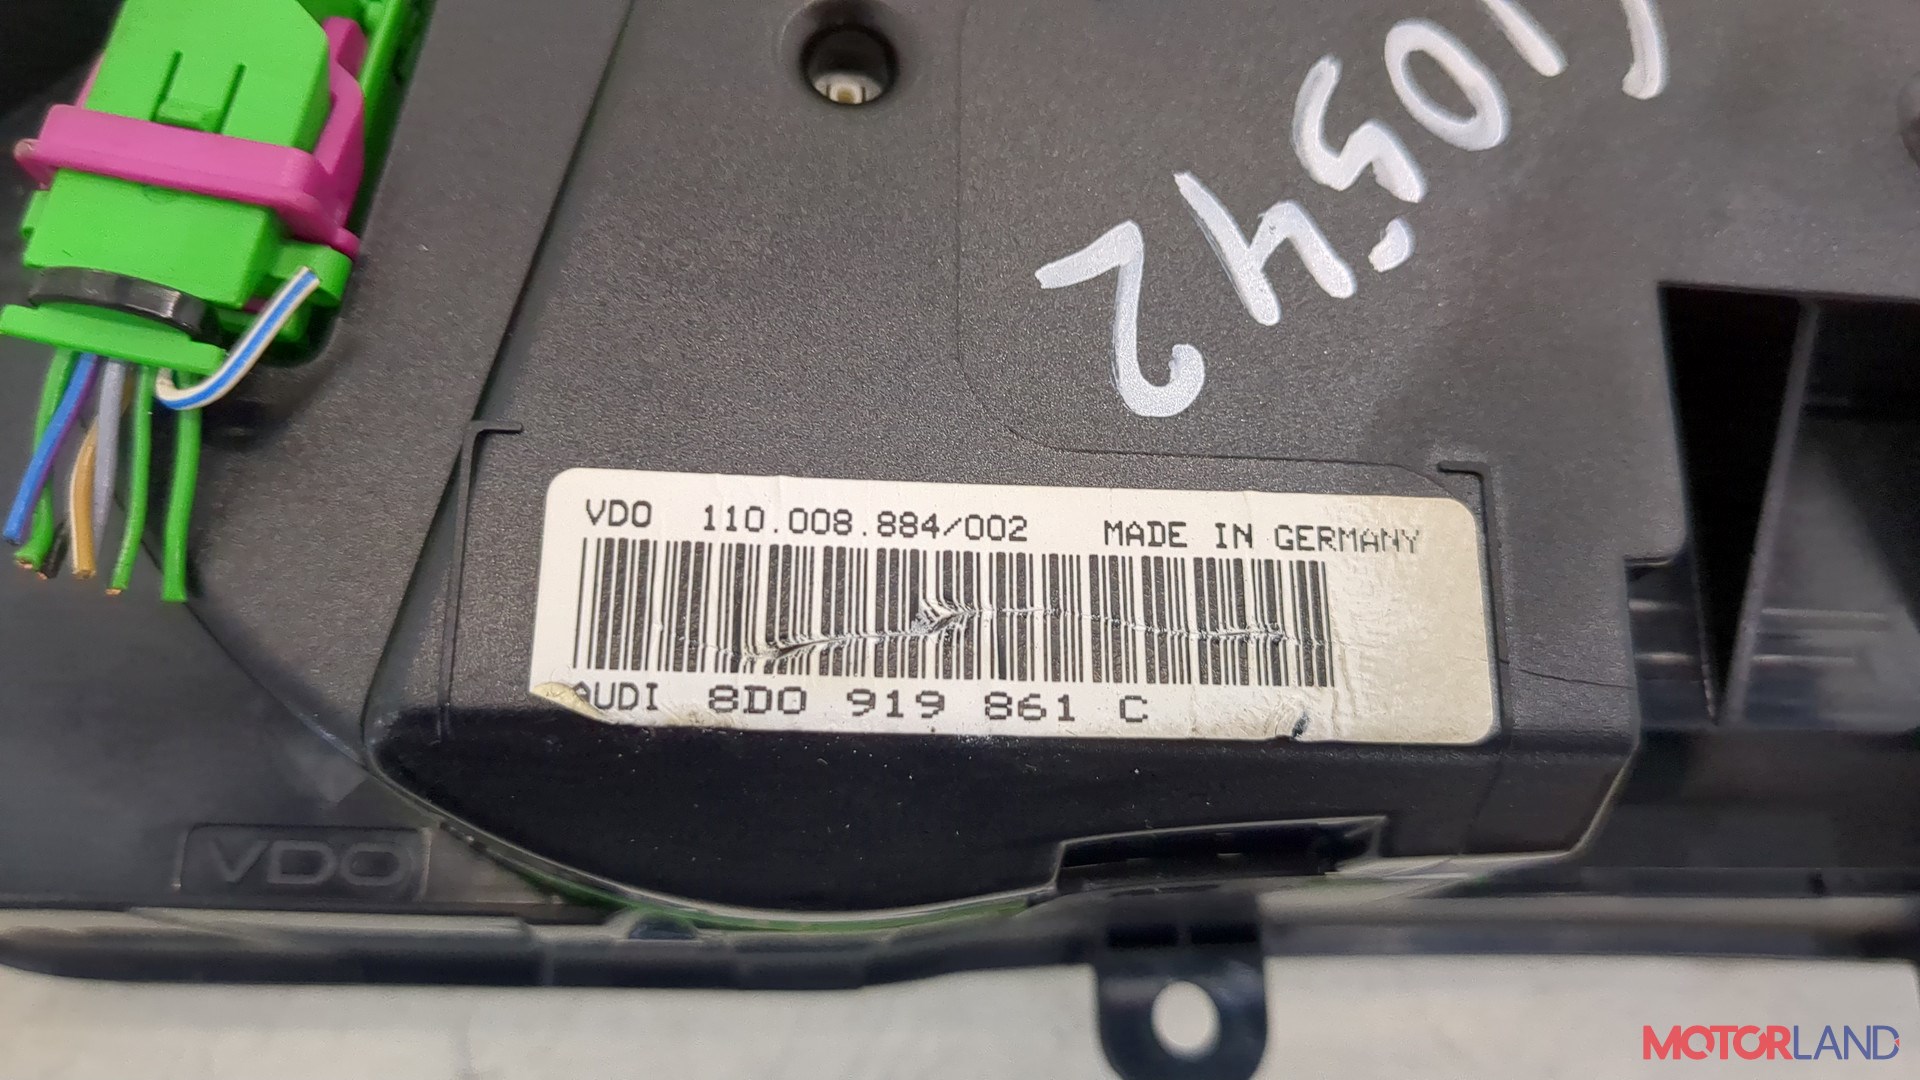 VDO 110.008.884/002 MADE IN GERMANY
AUDI 8D0 919 861 C
VDO
MOTORLAND